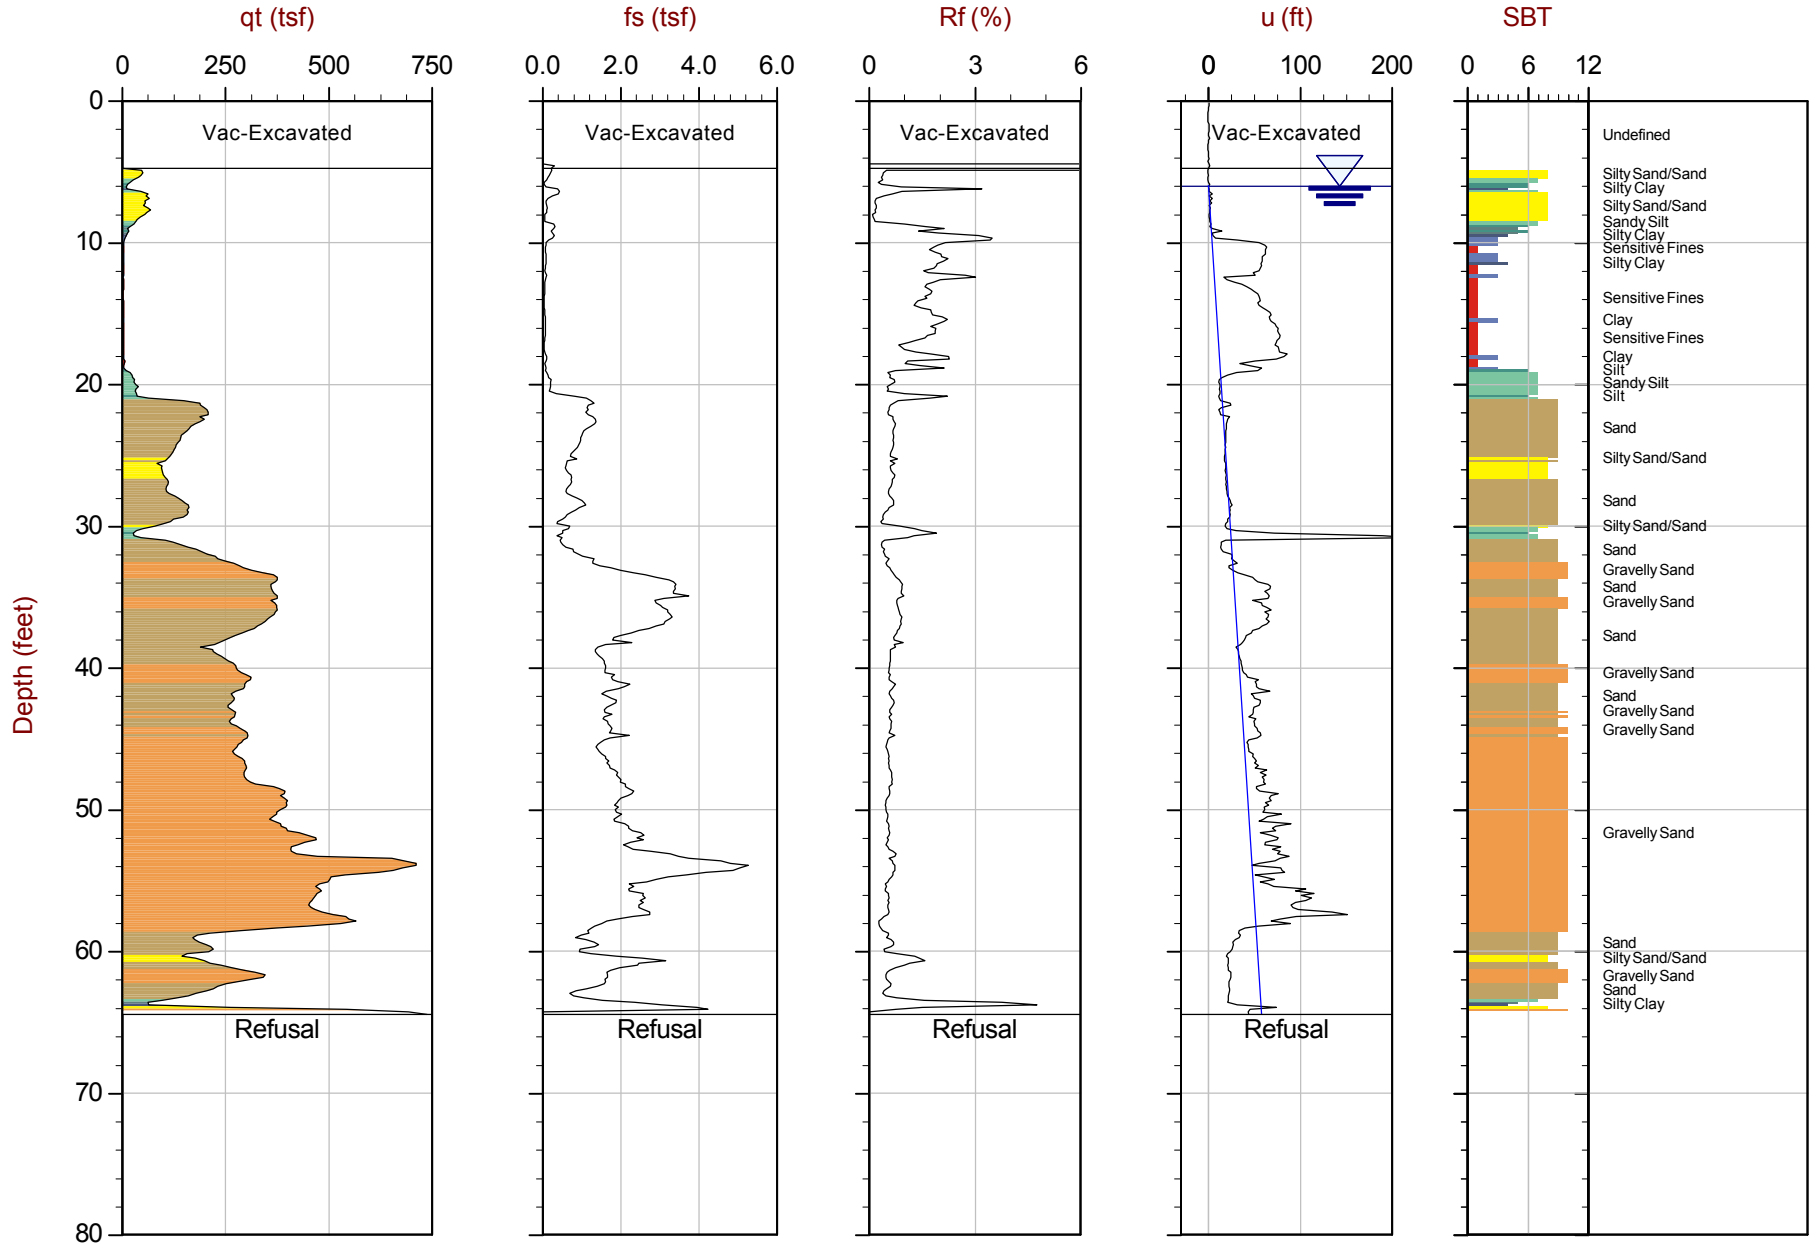 qt (tsf) fs (tsf) Rf (%) u (ft) SBT
0 250 500 750 0.0 2.0 4.0 6.0 0 3 6 0 100 200 0 6 12
0
Vac-Excavated Vac-Excavated Vac-Excavated Vac-Excavated
Undefined
Silty Sand/Sand
Silty Clay
Silty Sand/Sand
Sandy Silt
Silty Clay
10
Sensitive Fines
Silty Clay
Sensitive Fines
Clay
Sensitive Fines
Clay
Silt
20
Sandy Silt
Silt
Sand
Silty Sand/Sand
Sand
30
Silty Sand/Sand
Sand
Gravelly Sand
Sand
Gravelly Sand
Sand
Depth (feet)
40
Gravelly Sand
Sand
Gravelly Sand
Gravelly Sand
50
Gravelly Sand
60
Sand
Silty Sand/Sand
Gravelly Sand
Sand
Silty Clay
Refusal Refusal Refusal Refusal
70
80